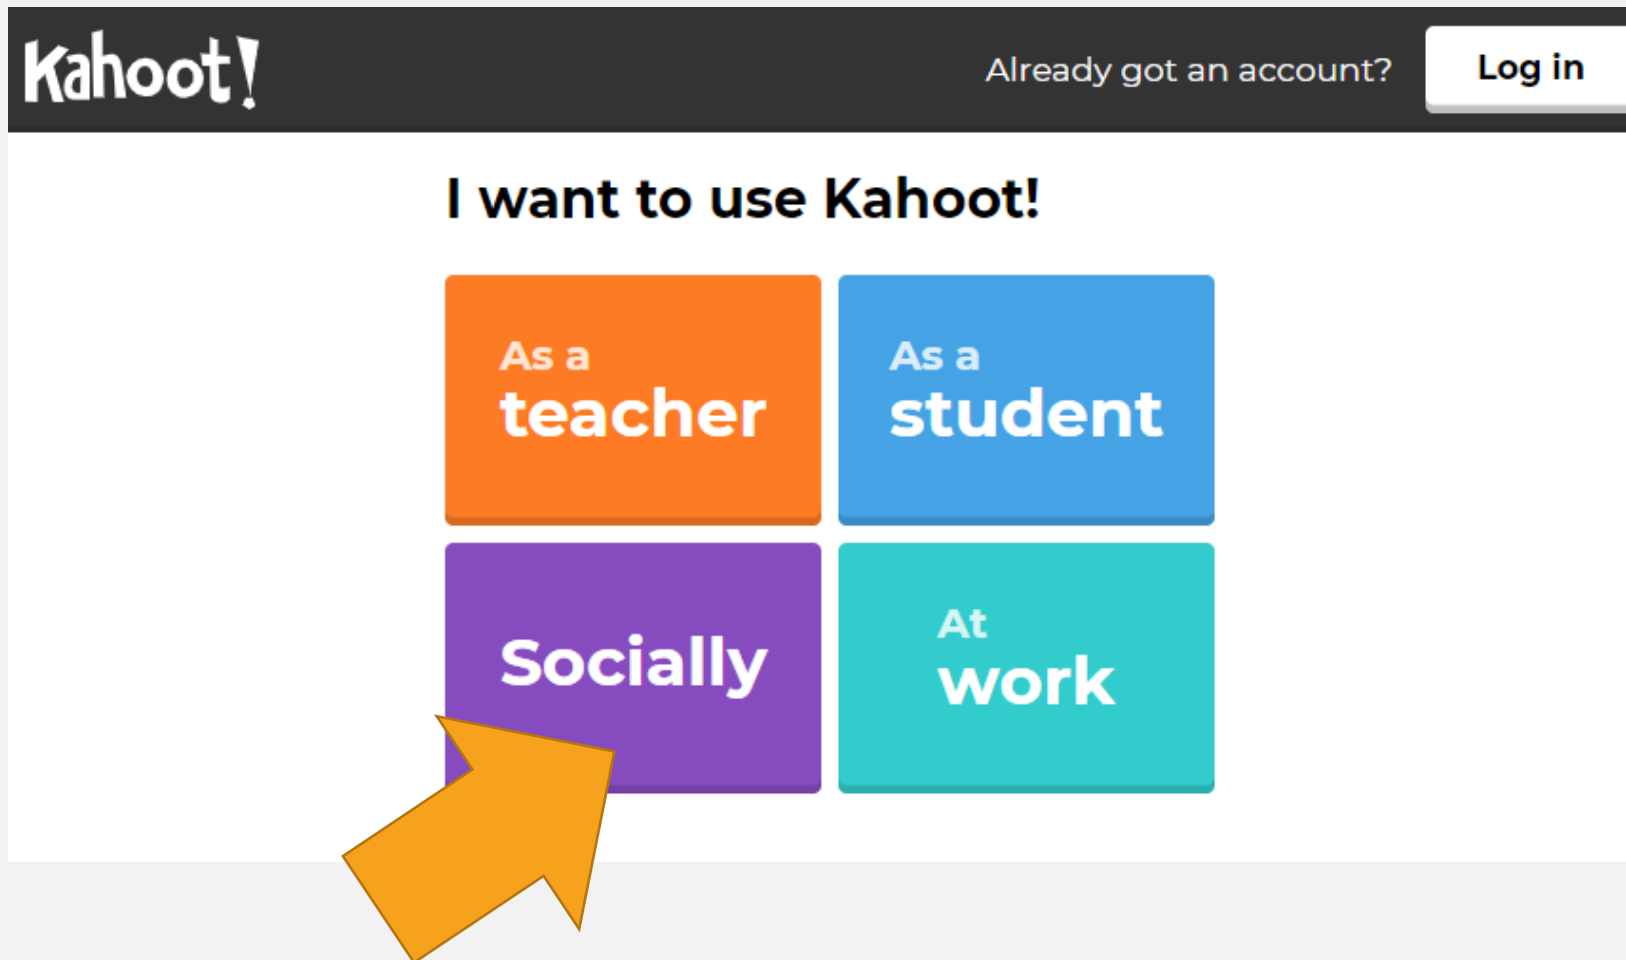 Kahoot!
Already got an account?
Log in
I want to use Kahoot!
As a
teacher
As a
student
Socially
At
work